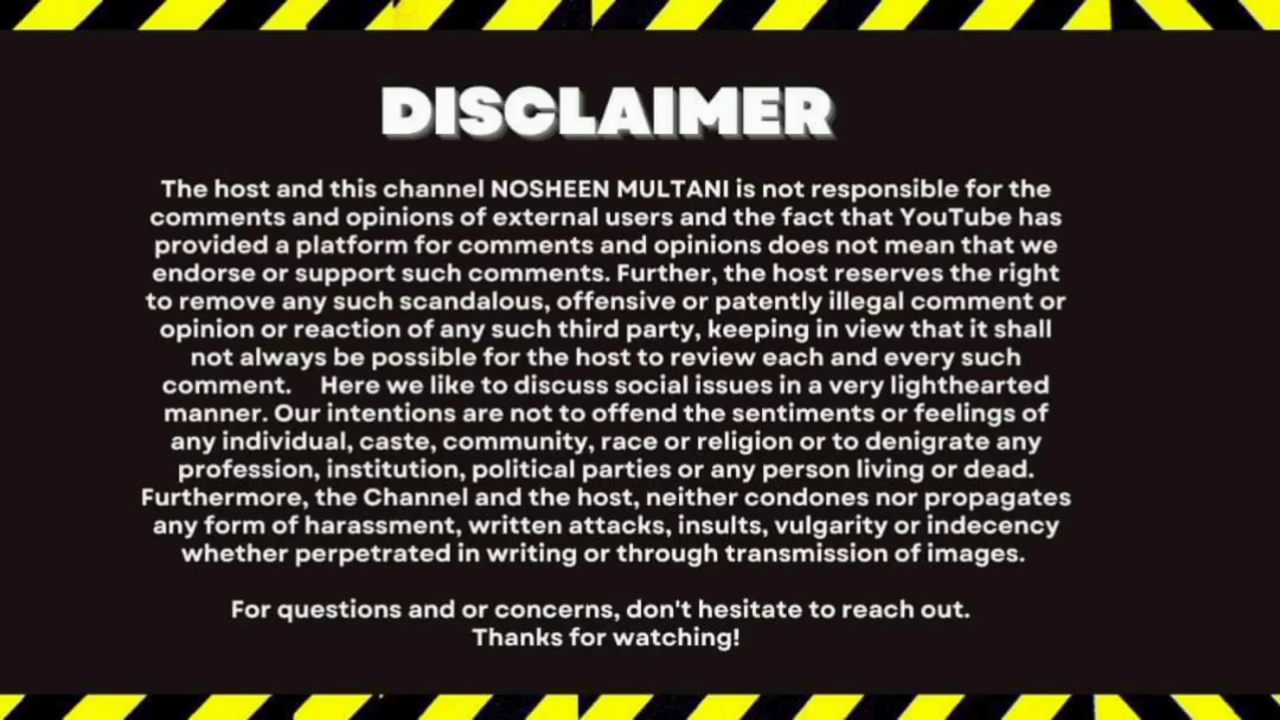 DISCLAIMER
The host and this channel NOSHEEN MULTANI is not responsible for the
comments and opinions of external users and the fact that YouTube has
provided a platform for comments and opinions does not mean that we
endorse or support such comments. Further, the host reserves the right
to remove any such scandalous, offensive or patently illegal comment or
opinion or reaction of any such third party, keeping in view that it shall
not always be possible for the host to review each and every such
comment. Here we like to discuss social issues in a very lighthearted
manner. Our intentions are not to offend the sentiments or feelings of
any individual, caste, community, race or religion or to denigrate any
profession, institution, political parties or any person living or dead.
Furthermore, the Channel and the host, neither condones nor propagates
any form of harassment, written attacks, insults, vulgarity or indecency
whether perpetrated in writing or through transmission of images.
For questions and or concerns, don't hesitate to reach out.
Thanks for watching!